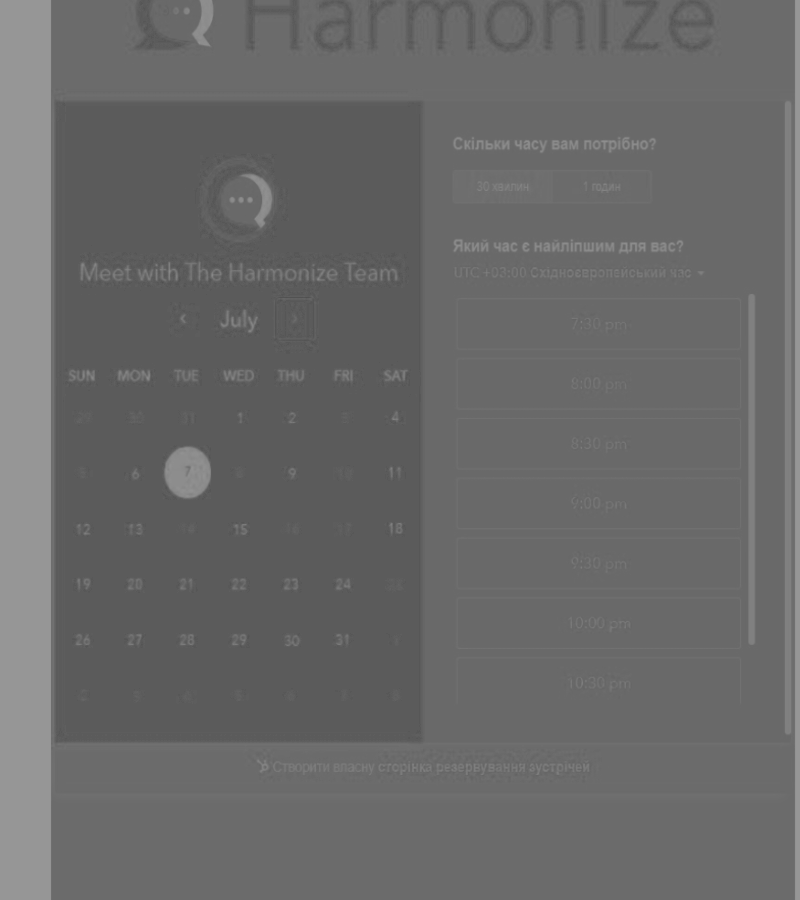 Harmonize
Meet with The Harmonize Team
July
SUN MON TUE WED THU FRI SAT
29 30 31 1 2 3 4
5 6 7 8 9 10 11
12 13 14 15 16 17 18
19 20 21 22 23 24 25
26 27 28 29 30 31 1
2 3 4 5 6 7 8
Скільки часу вам потрібно?
30 хвилин 1 годин
Який час є найліпшим для вас?
UTC +03:00 Східноєвропейський час
7:30 pm
8:00 pm
8:30 pm
9:00 pm
9:30 pm
10:00 pm
10:30 pm
Створити власну сторінка резервування зустрічей